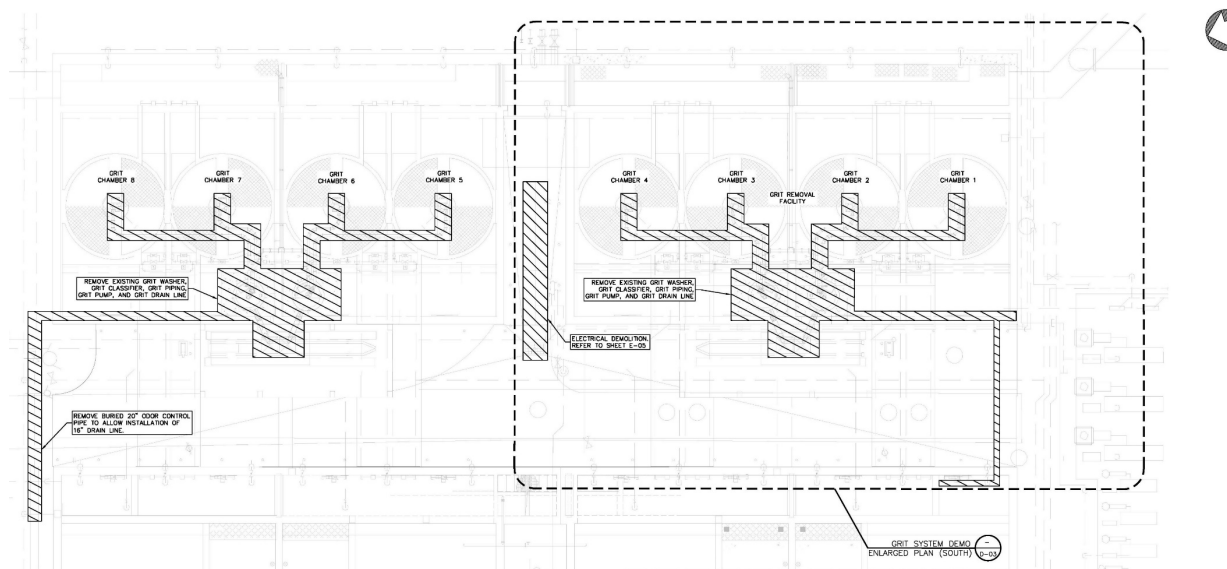 GRIT
CHAMBER 8
GRIT
CHAMBER 7
GRIT
CHAMBER 6
GRIT
CHAMBER 5
GRIT
CHAMBER 4
GRIT
CHAMBER 3
GRIT
CHAMBER 2
GRIT
CHAMBER 1
GRIT REMOVAL
FACILITY
REMOVE EXISTING GRIT WASHER,
GRIT CLASSIFIER, GRIT PIPING,
GRIT PUMP, AND GRIT DRAIN LINE
REMOVE EXISTING GRIT WASHER,
GRIT CLASSIFIER, GRIT PIPING,
GRIT PUMP, AND GRIT DRAIN LINE
ELECTRICAL DEMOLITION.
REFER TO SHEET E-05
REMOVE BURIED 20" ODOR CONTROL
PIPE TO ALLOW INSTALLATION OF
16" DRAIN LINE.
GRIT SYSTEM DEMO
ENLARGED PLAN (SOUTH)
-
D-03